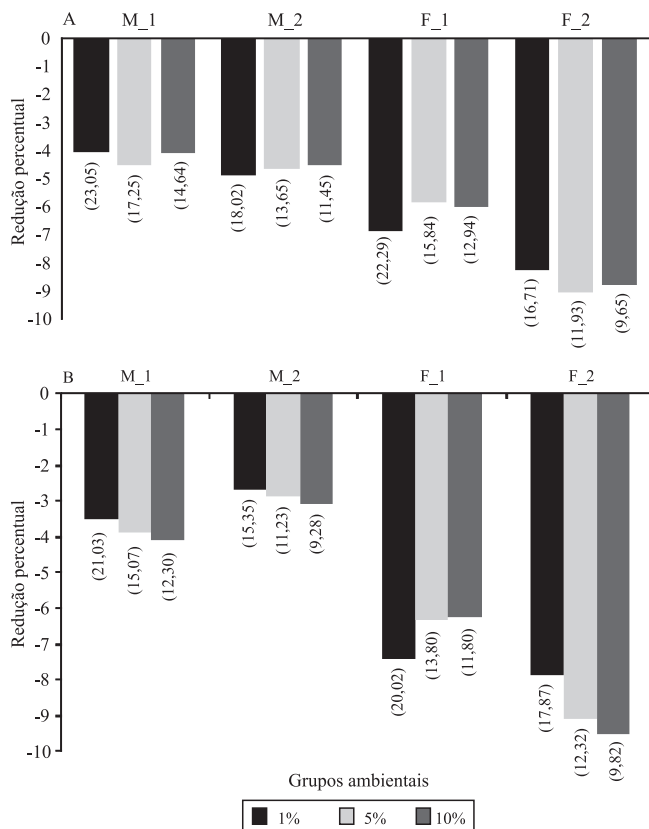 A
M_1 M_2 F_1 F_2
Redução percentual
0
-1
-2
-3
-4
-5
-6
-7
-8
-9
-10
(23,05) (17,25) (14,64)
(18,02) (13,65) (11,45)
(22,29) (15,84) (12,94)
(16,71) (11,93) (9,65)
B
M_1 M_2 F_1 F_2
Redução percentual
0
-1
-2
-3
-4
-5
-6
-7
-8
-9
-10
(21,03) (15,07) (12,30)
(15,35) (11,23) (9,28)
(20,02) (13,80) (11,80)
(17,87) (12,32) (9,82)
Grupos ambientais
1% 5% 10%